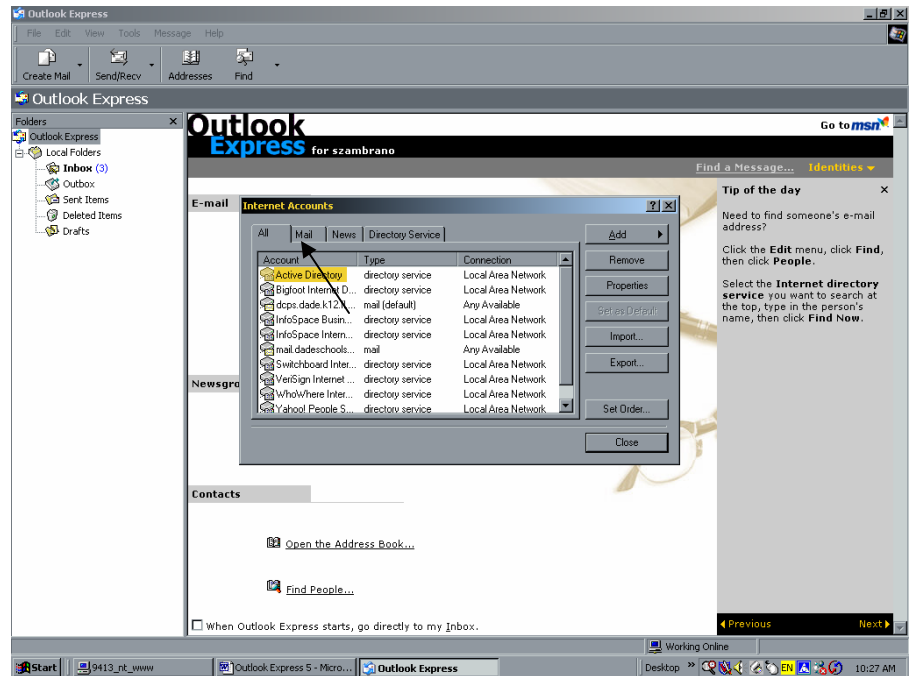 Outlook Express
File Edit View Tools Message Help
Create Mail Send/Recv Addresses Find
Outlook Express
Folders
Outlook Express
Local Folders
Inbox (3)
Outbox
Sent Items
Deleted Items
Drafts
Outlook
Express for szambrano
Go to msn
Find a Message... Identities
E-mail
Newsgro
Contacts
Open the Address Book...
Find People...
When Outlook Express starts, go directly to my Inbox.
Internet Accounts
All Mail News Directory Service
Account Type Connection
Active Directory directory service Local Area Network
Bigfoot Internet D... directory service Local Area Network
dcps.dade.k12.fl... mail (default) Any Available
InfoSpace Busin... directory service Local Area Network
InfoSpace Intern... directory service Local Area Network
mail.dadeschools... mail Any Available
Switchboard Inter... directory service Local Area Network
VeriSign Internet ... directory service Local Area Network
WhoWhere Inter... directory service Local Area Network
Yahoo! People S... directory service Local Area Network
Add
Remove
Properties
Set as Default
Import...
Export...
Set Order...
Close
Tip of the day
Need to find someone's e-mail
address?
Click the Edit menu, click Find,
then click People.
Select the Internet directory
service you want to search at
the top, type in the person's
name, then click Find Now.
Previous Next
Working Online
Start 9413_nt_www Outlook Express 5 - Micro... Outlook Express Desktop » EN 10:27 AM